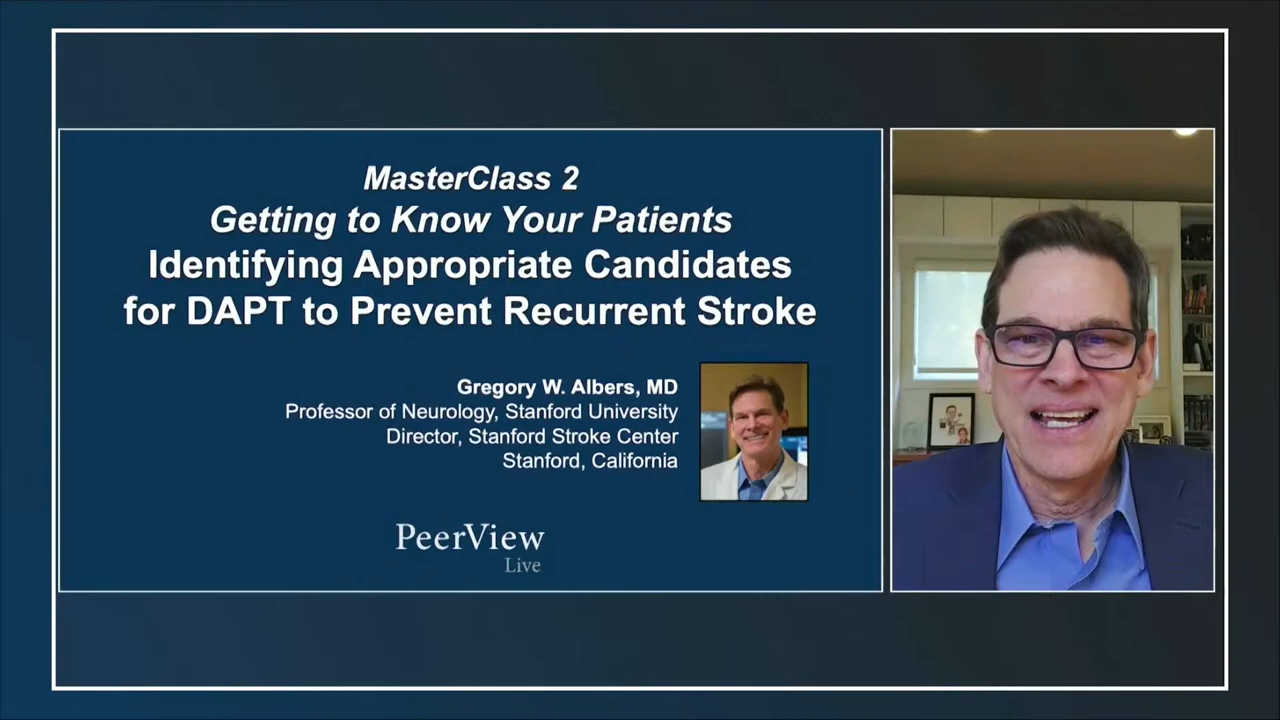 MasterClass 2
Getting to Know Your Patients
Identifying Appropriate Candidates
for DAPT to Prevent Recurrent Stroke
Gregory W. Albers, MD
Professor of Neurology, Stanford University
Director, Stanford Stroke Center
Stanford, California
PeerView
Live